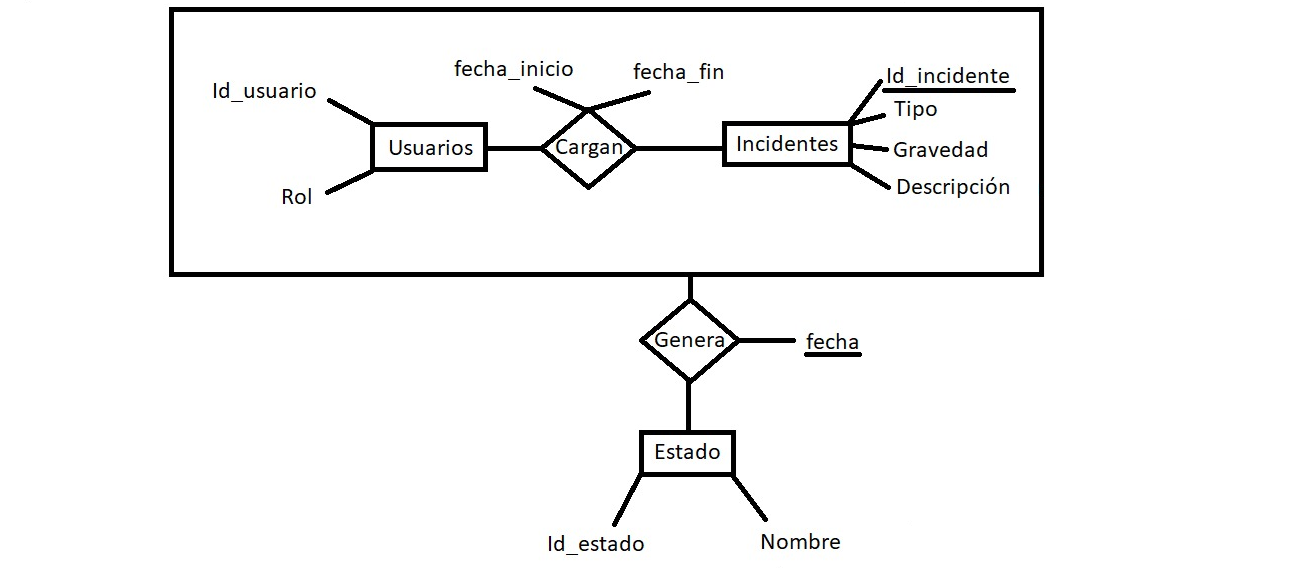 fecha_inicio
fecha_fin
Id_usuario
Id_incidente
Tipo
Usuarios
Cargan
Incidentes
Gravedad
Rol
Descripción
Genera
fecha
Estado
Id_estado
Nombre